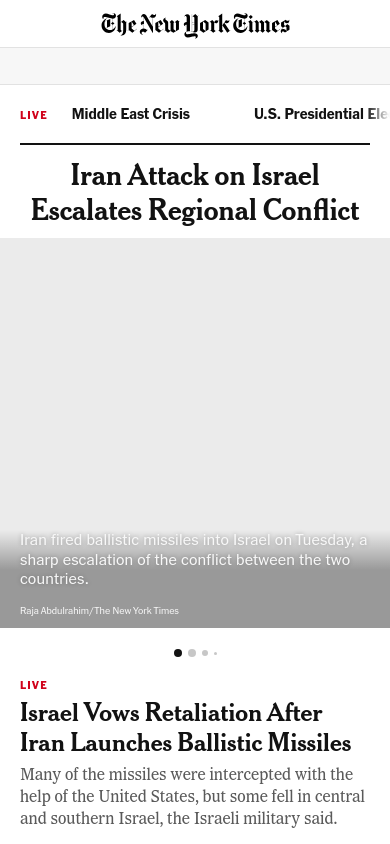 The New York Times
LIVE Middle East Crisis U.S. Presidential Ele
Iran Attack on Israel
Escalates Regional Conflict
Iran fired ballistic missiles into Israel on Tuesday, a
sharp escalation of the conflict between the two
countries.
Raja Abdulrahim/The New York Times
LIVE
Israel Vows Retaliation After
Iran Launches Ballistic Missiles
Many of the missiles were intercepted with the
help of the United States, but some fell in central
and southern Israel, the Israeli military said.